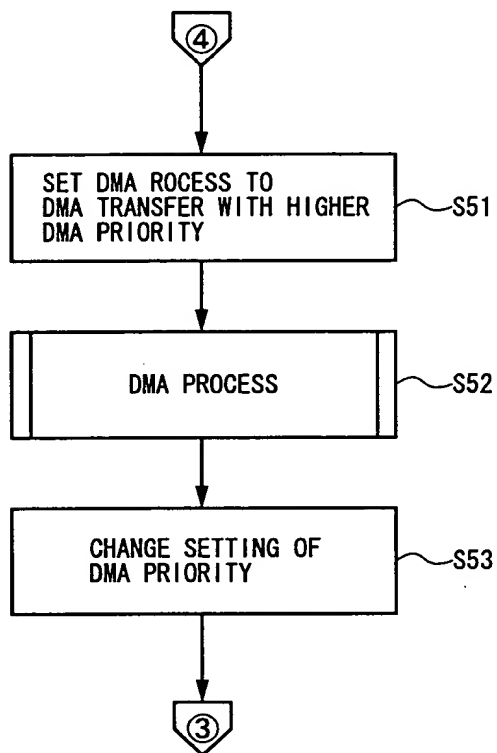 ④
SET DMA ROCESS TO
DMA TRANSFER WITH HIGHER
DMA PRIORITY
S51
DMA PROCESS
S52
CHANGE SETTING OF
DMA PRIORITY
S53
③